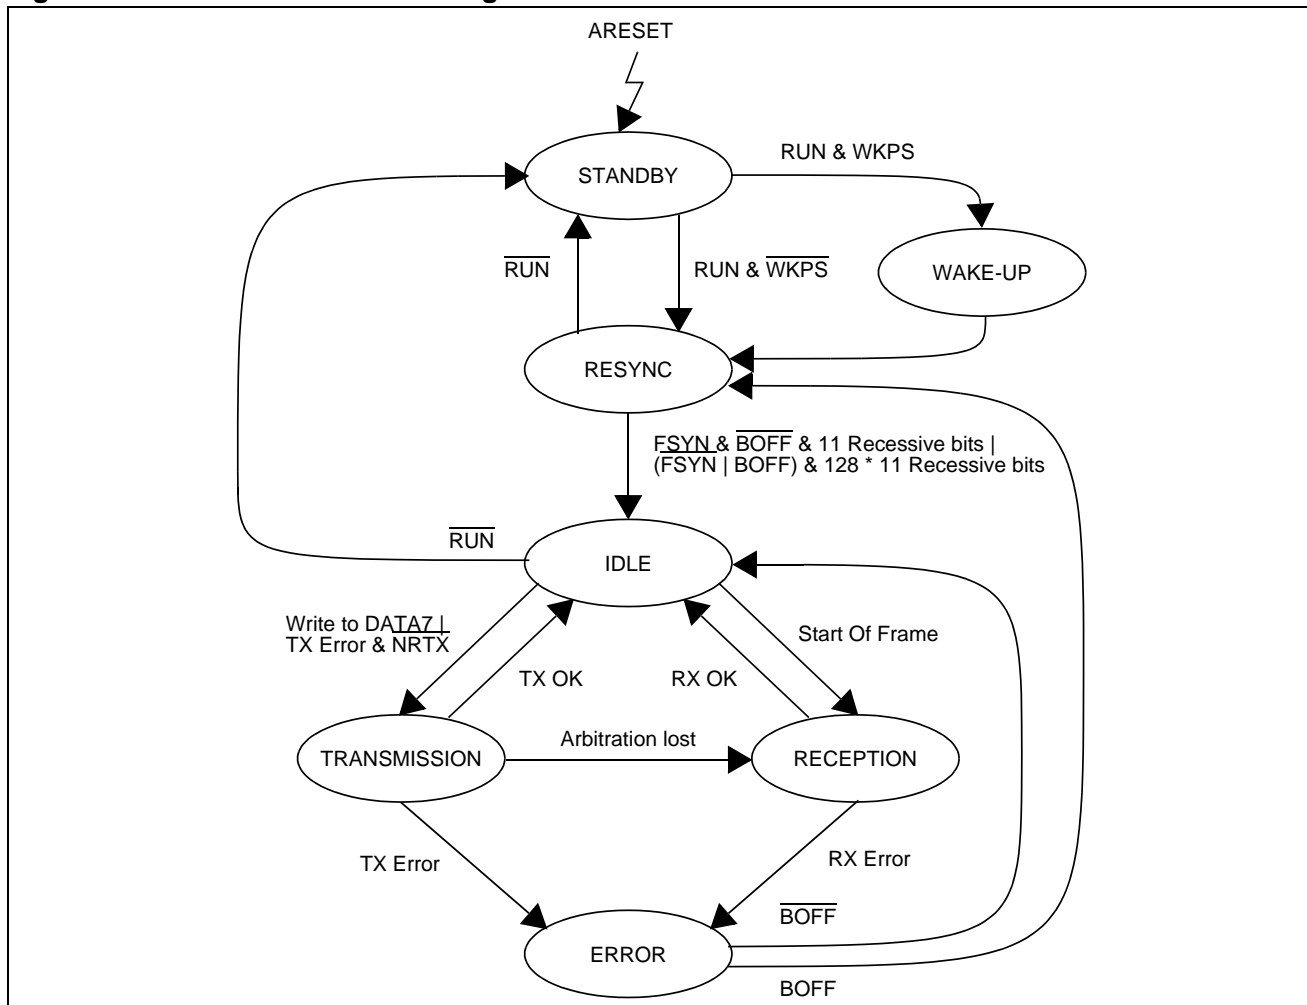 ARESET
STANDBY
RUN & WKPS
WAKE-UP
RUN
RUN & WKPS
RESYNC
FSYN & BOFF & 11 Recessive bits |
(FSYN | BOFF) & 128 * 11 Recessive bits
RUN
IDLE
Write to DATA7 |
TX Error & NRTX
Start Of Frame
TX OK
RX OK
TRANSMISSION
Arbitration lost
RECEPTION
TX Error
RX Error
BOFF
ERROR
BOFF